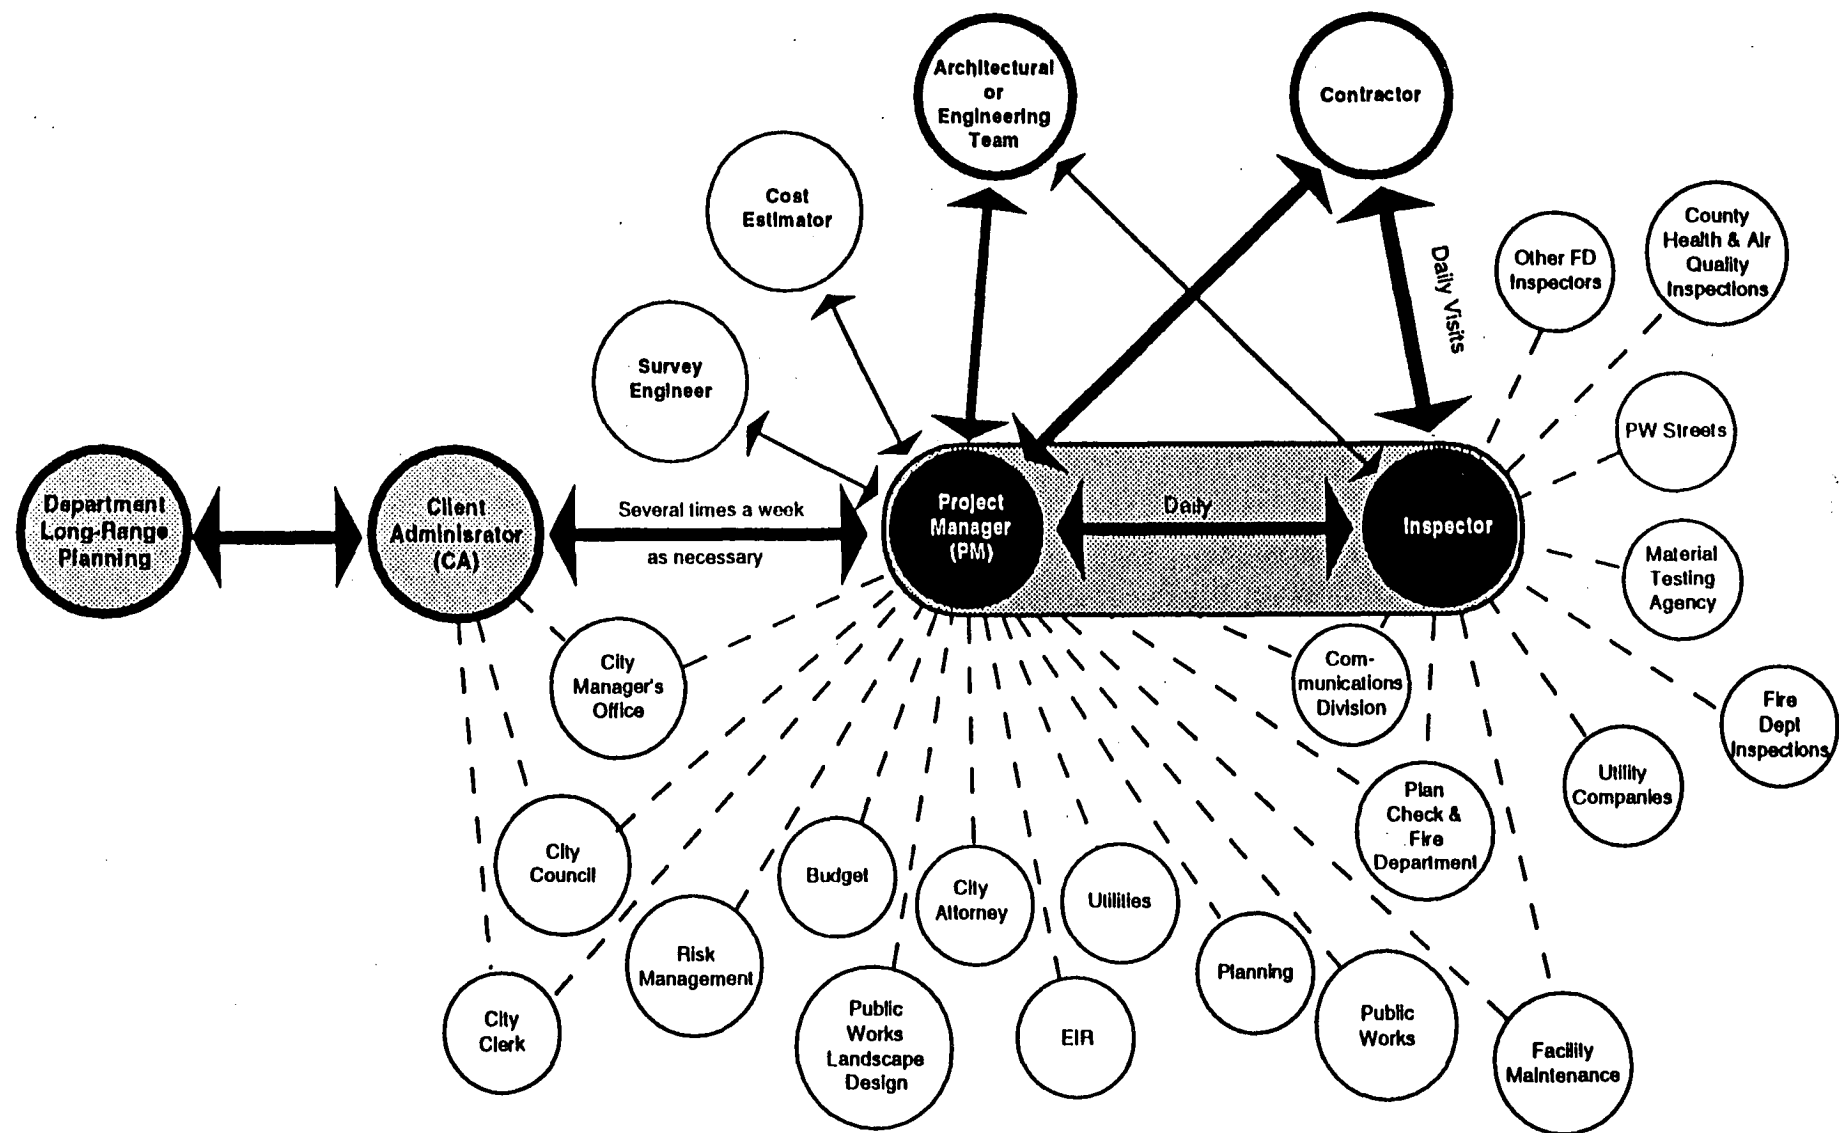 Architectural
or
Engineering
Team
Contractor
Cost
Estimator
Survey
Engineer
Daily Visits
Other FD
Inspectors
County
Health & Air
Quality
Inspections
PW Streets
Department
Long-Range
Planning
Client
Adminisrator
(CA)
Several times a week
as necessary
Project
Manager
(PM)
Daily
Inspector
Material
Testing
Agency
City
Manager's
Office
Com-
munications
Division
Fire
Dept
Inspections
Utility
Companies
Plan
Check &
Fire
Department
City
Council
Budget
City
Attorney
Utilities
Risk
Management
Planning
City
Clerk
Public
Works
Landscape
Design
EIR
Public
Works
Facility
Maintenance